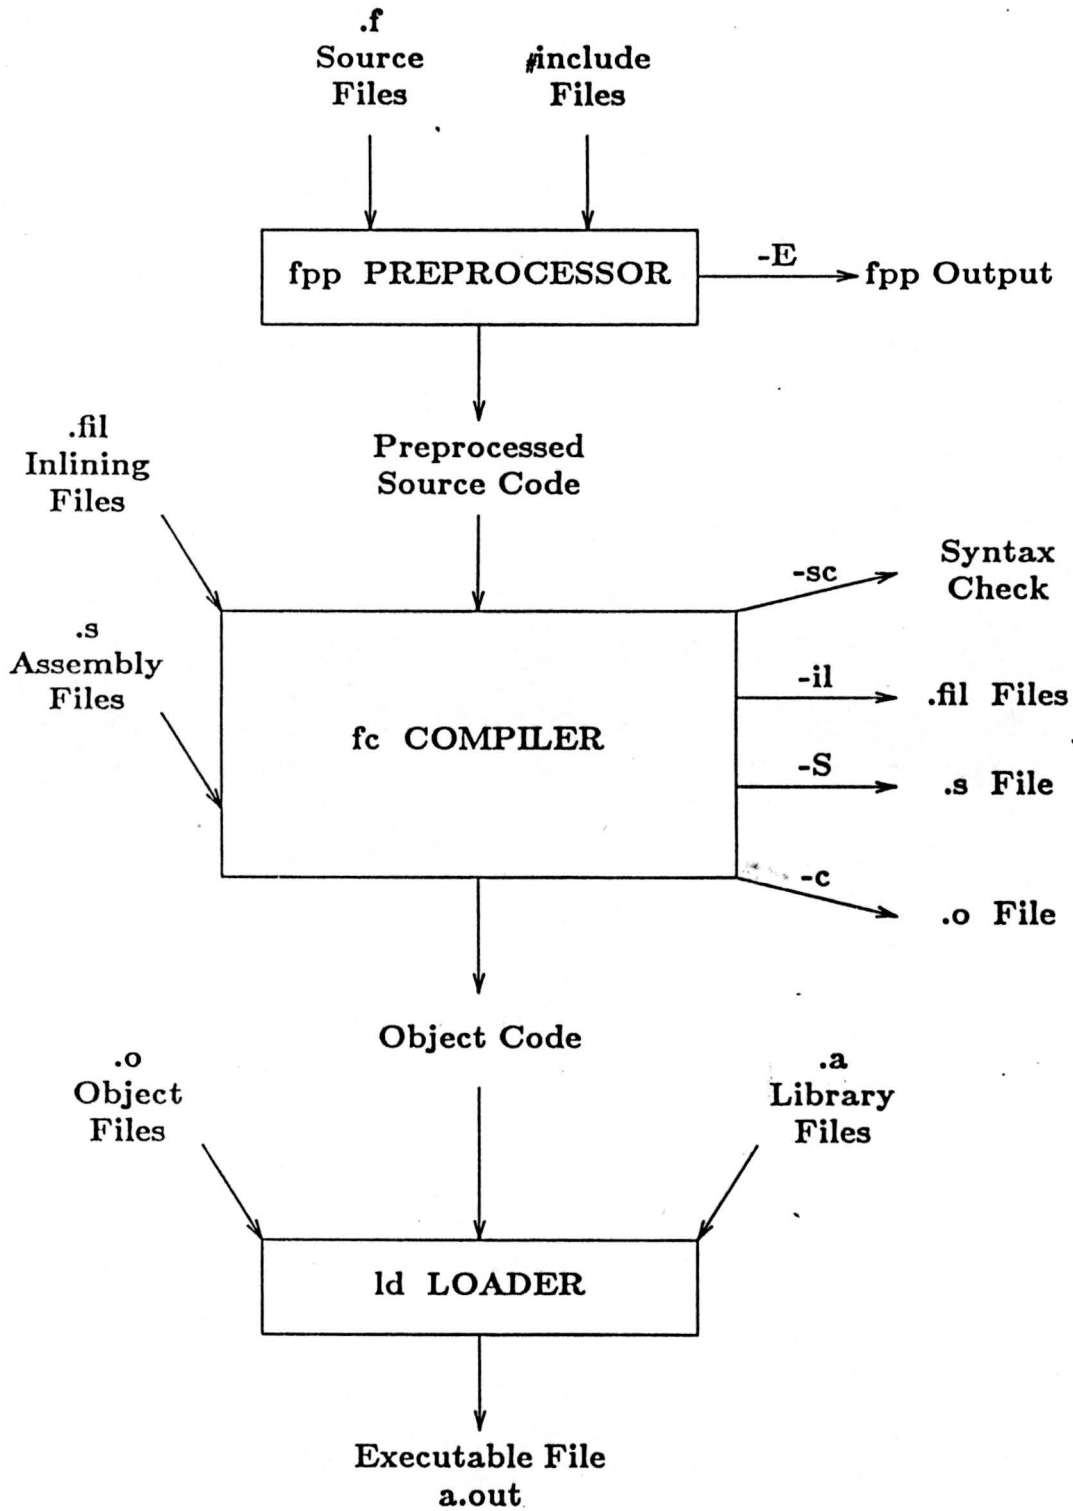 .f
Source
Files
#include
Files
fpp PREPROCESSOR
-E
fpp Output
.fil
Inlining
Files
Preprocessed
Source Code
-sc
Syntax
Check
.s
Assembly
Files
-il
.fil Files
fc COMPILER
-S
.s File
-c
.o File
Object Code
.o
Object
Files
.a
Library
Files
ld LOADER
Executable File
a.out